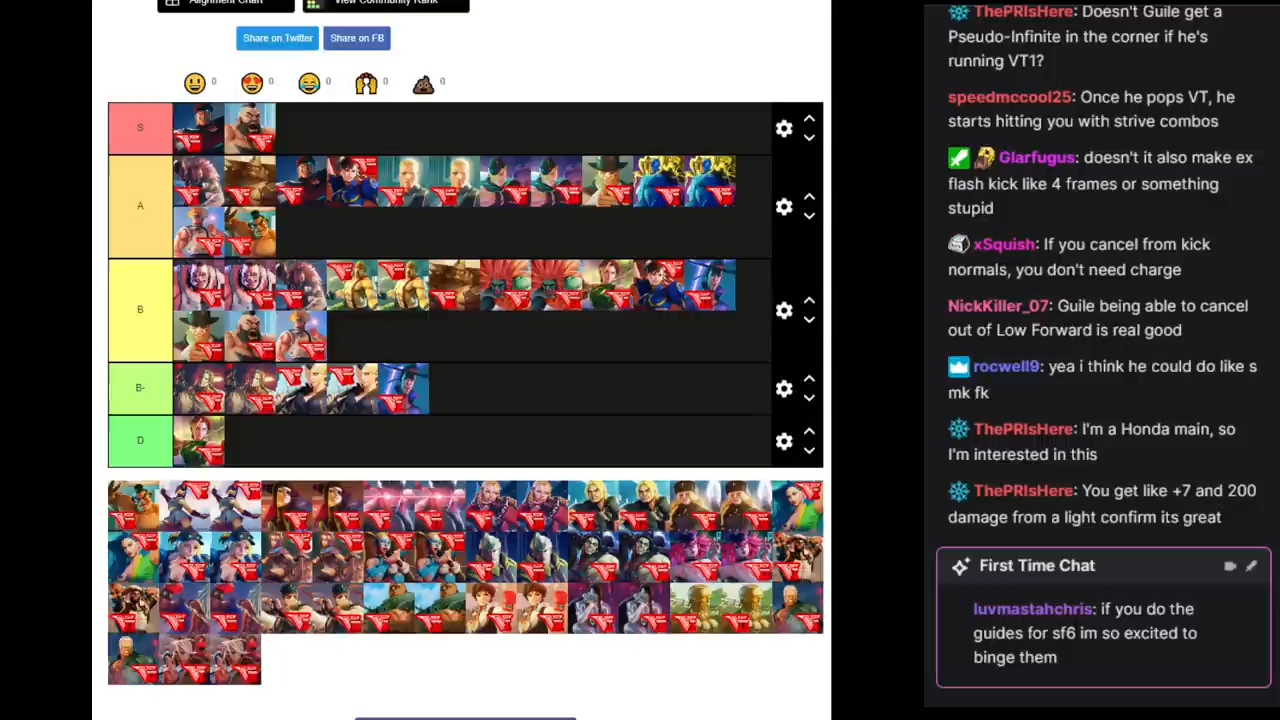 Alignment Chart
View Community Rank
Share on Twitter
Share on FB
0
0
0
0
0
S
A
B
B-
D
ThePRIsHere: Doesn't Guile get a
Pseudo-Infinite in the corner if he's
running VT1?
speedmccool25: Once he pops VT, he
starts hitting you with strive combos
Glarfugus: doesn't it also make ex
flash kick like 4 frames or something
stupid
xSquish: If you cancel from kick
normals, you don't need charge
NickKiller_07: Guile being able to cancel
out of Low Forward is real good
rocwell9: yea i think he could do like s
mk fk
ThePRIsHere: I'm a Honda main, so
I'm interested in this
ThePRIsHere: You get like +7 and 200
damage from a light confirm its great
First Time Chat
luvmastahchris: if you do the
guides for sf6 im so excited to
binge them